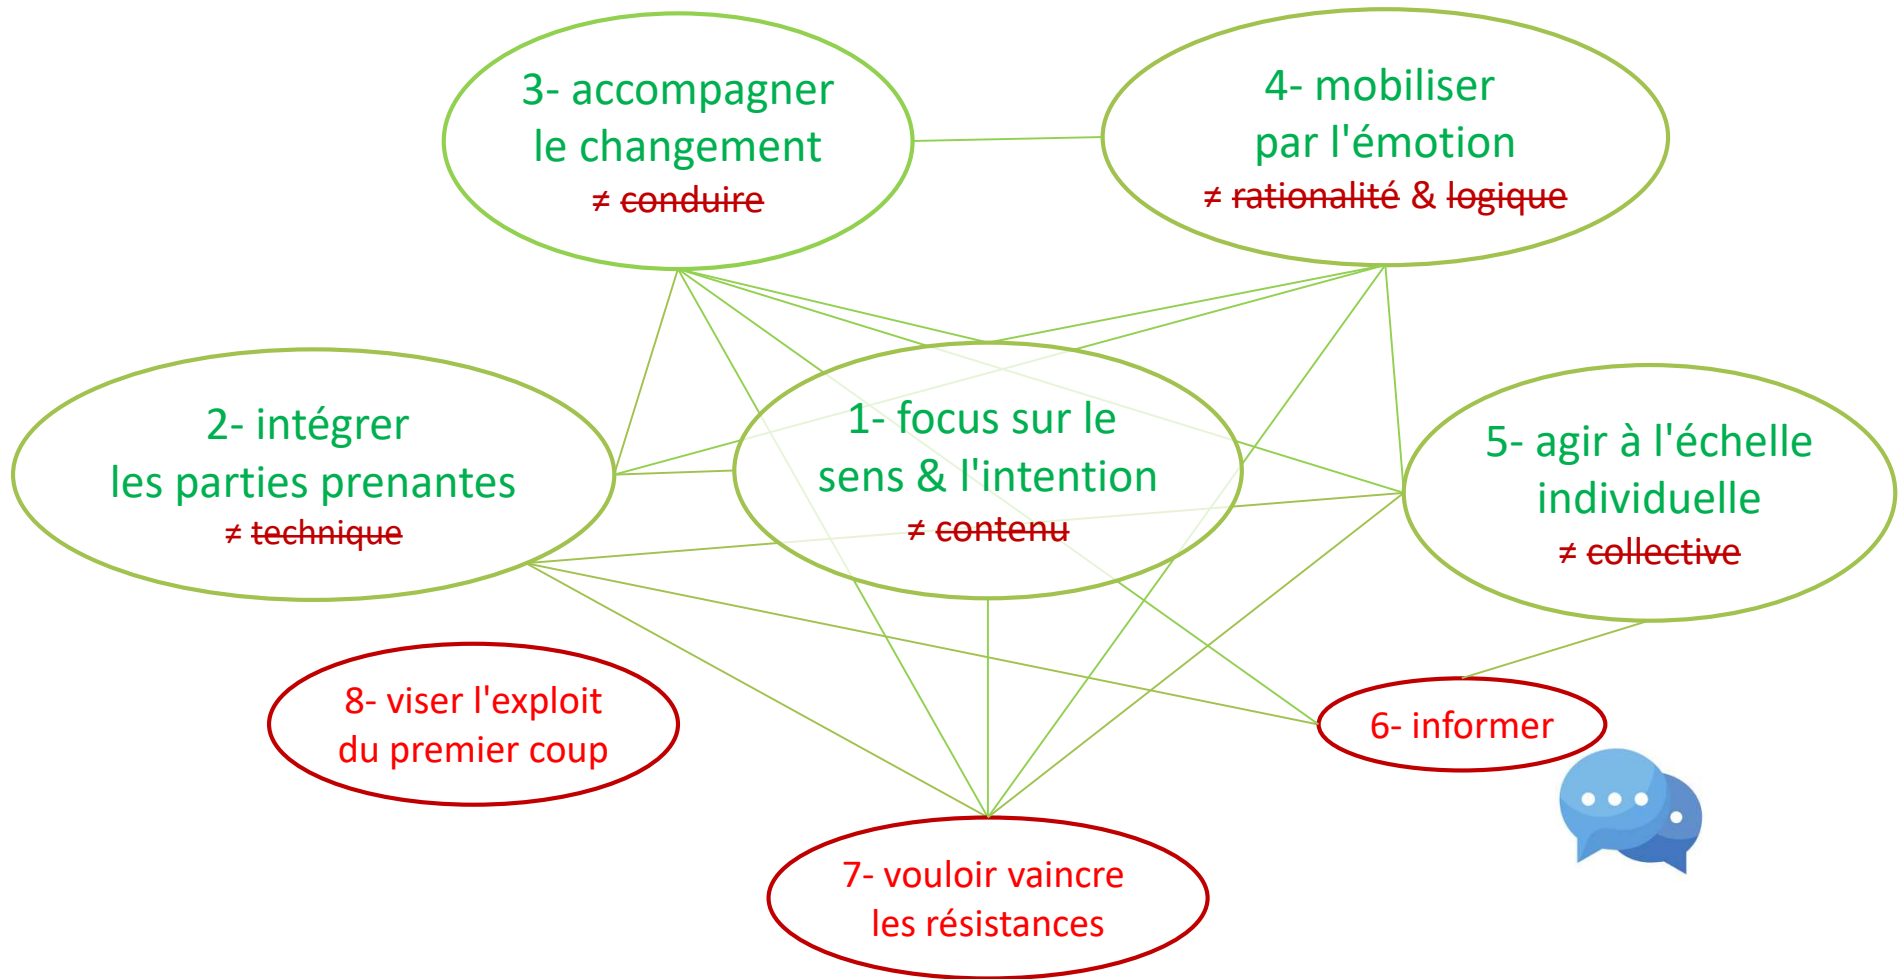 3- accompagner
le changement
≠ conduire
4- mobiliser
par l'émotion
≠ rationalité & logique
2- intégrer
les parties prenantes
≠ technique
1- focus sur le
sens & l'intention
≠ contenu
5- agir à l'échelle
individuelle
≠ collective
8- viser l'exploit
du premier coup
6- informer
7- vouloir vaincre
les résistances